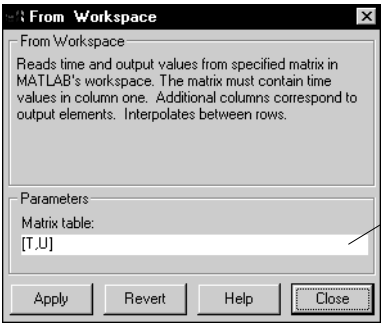 From Workspace
From Workspace
Reads time and output values from specified matrix in
MATLAB's workspace. The matrix must contain time
values in column one. Additional columns correspond to
output elements. Interpolates between rows.
Parameters
Matrix table:
[T,U]
Apply Revert Help Close